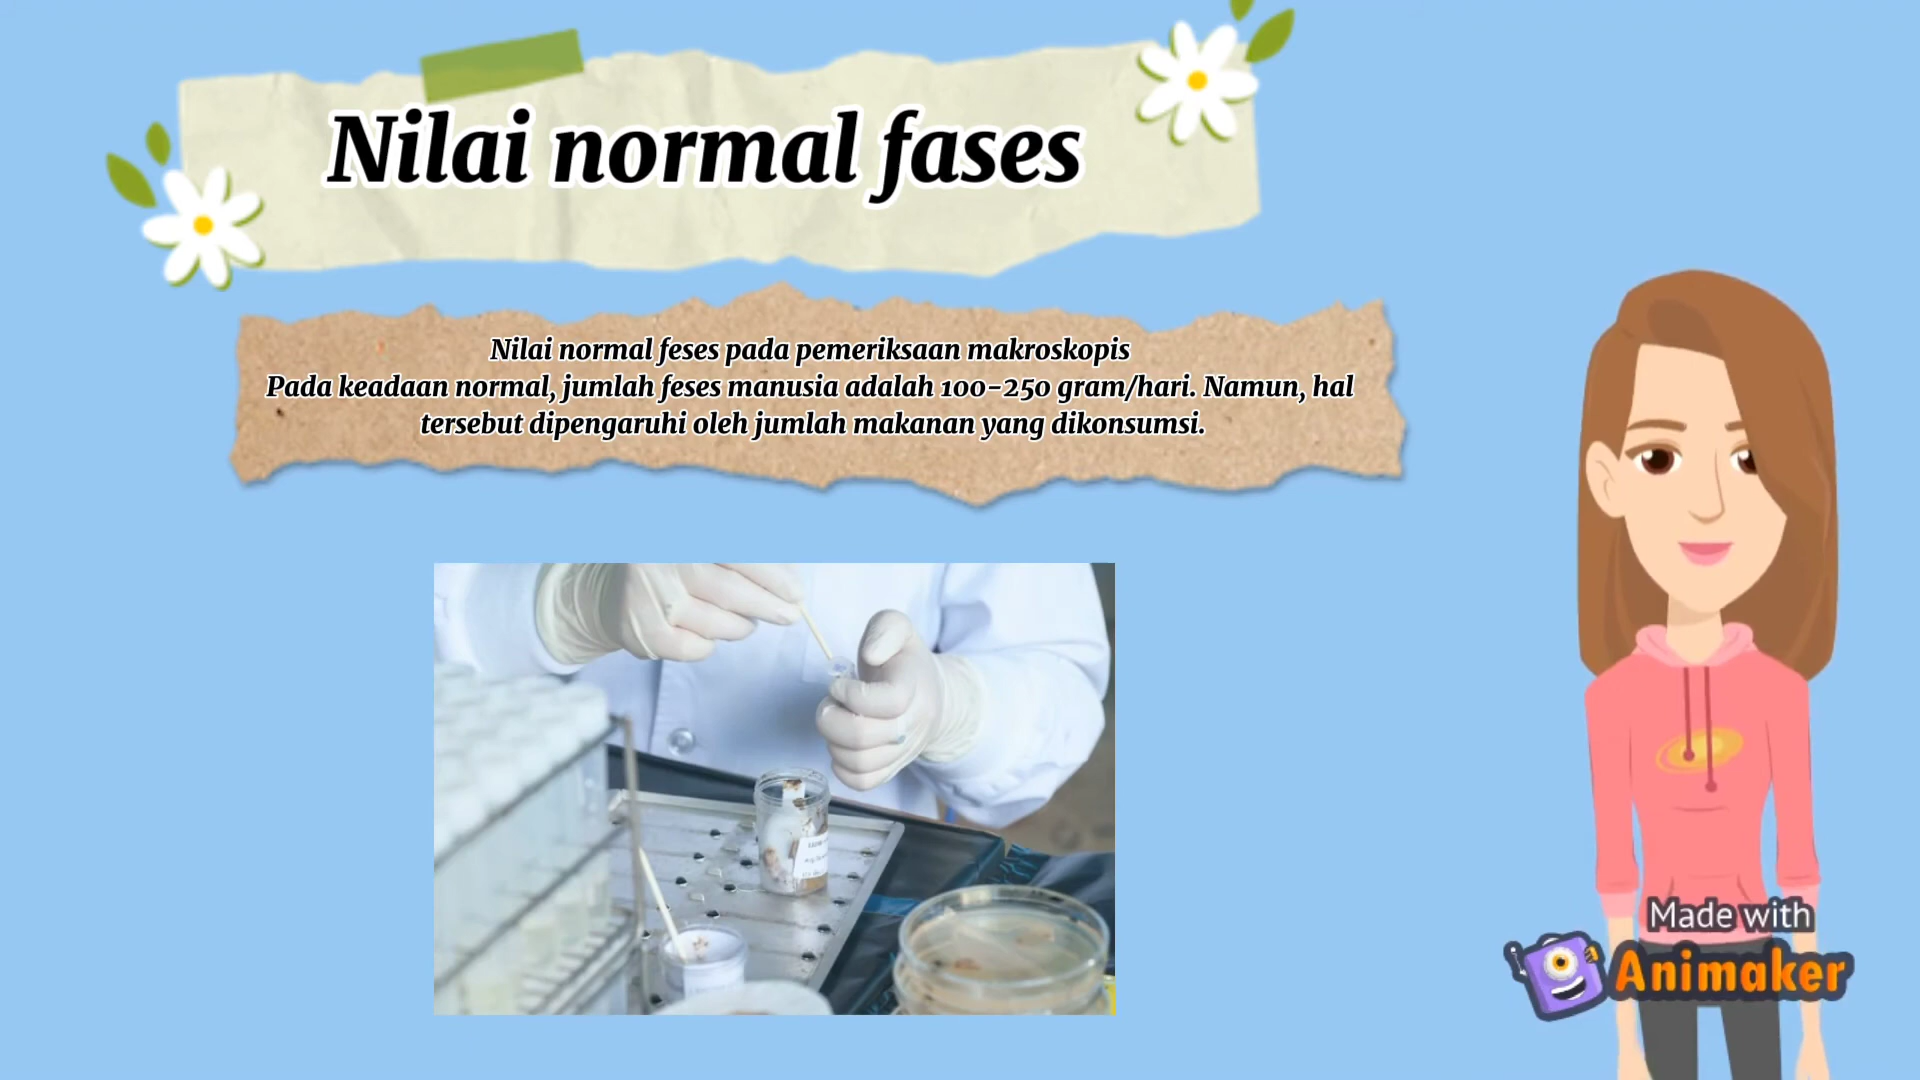 Nilai normal fases
Nilai normal feses pada pemeriksaan makroskopis
Pada keadaan normal, jumlah feses manusia adalah 100-250 gram/hari. Namun, hal
tersebut dipengaruhi oleh jumlah makanan yang dikonsumsi.
Made with
Animaker